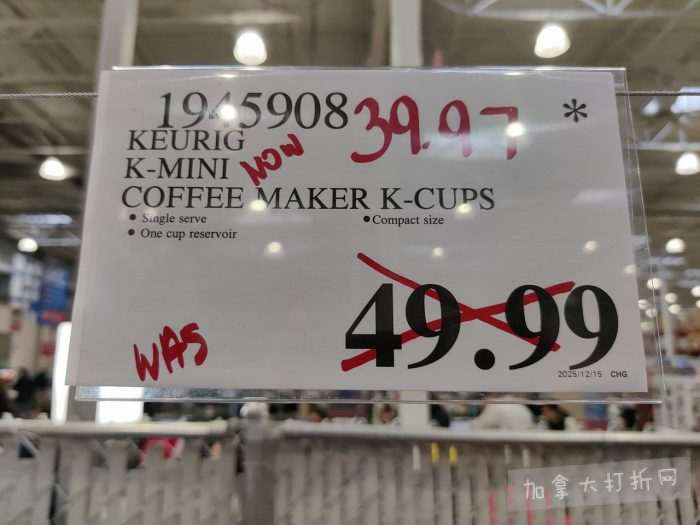 1945908 39.97 *
KEURIG
K-MINI NOW
COFFEE MAKER K-CUPS
• Single serve • Compact size
• One cup reservoir
WAS 49.99
2025/12/15 CHG
加拿大打折网